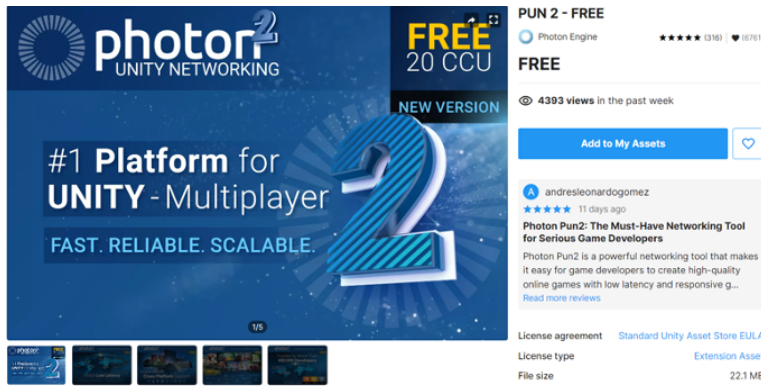 photon 2
UNITY NETWORKING
FREE
20 CCU
NEW VERSION
#1 Platform for
UNITY - Multiplayer
2
FAST. RELIABLE. SCALABLE.
1/5
PUN 2 - FREE
Photon Engine
★★★★★ (316)
FREE
4393 views in the past week
Add to My Assets
A andresleonardogomez
★★★★★ 11 days ago
Photon Pun2: The Must-Have Networking Tool
for Serious Game Developers
Photon Pun2 is a powerful networking tool that makes
it easy for game developers to create high-quality
online games with low latency and responsive g...
Read more reviews
License agreement Standard Unity Asset Store EULA
License type Extension Asse
File size 22.1 MB